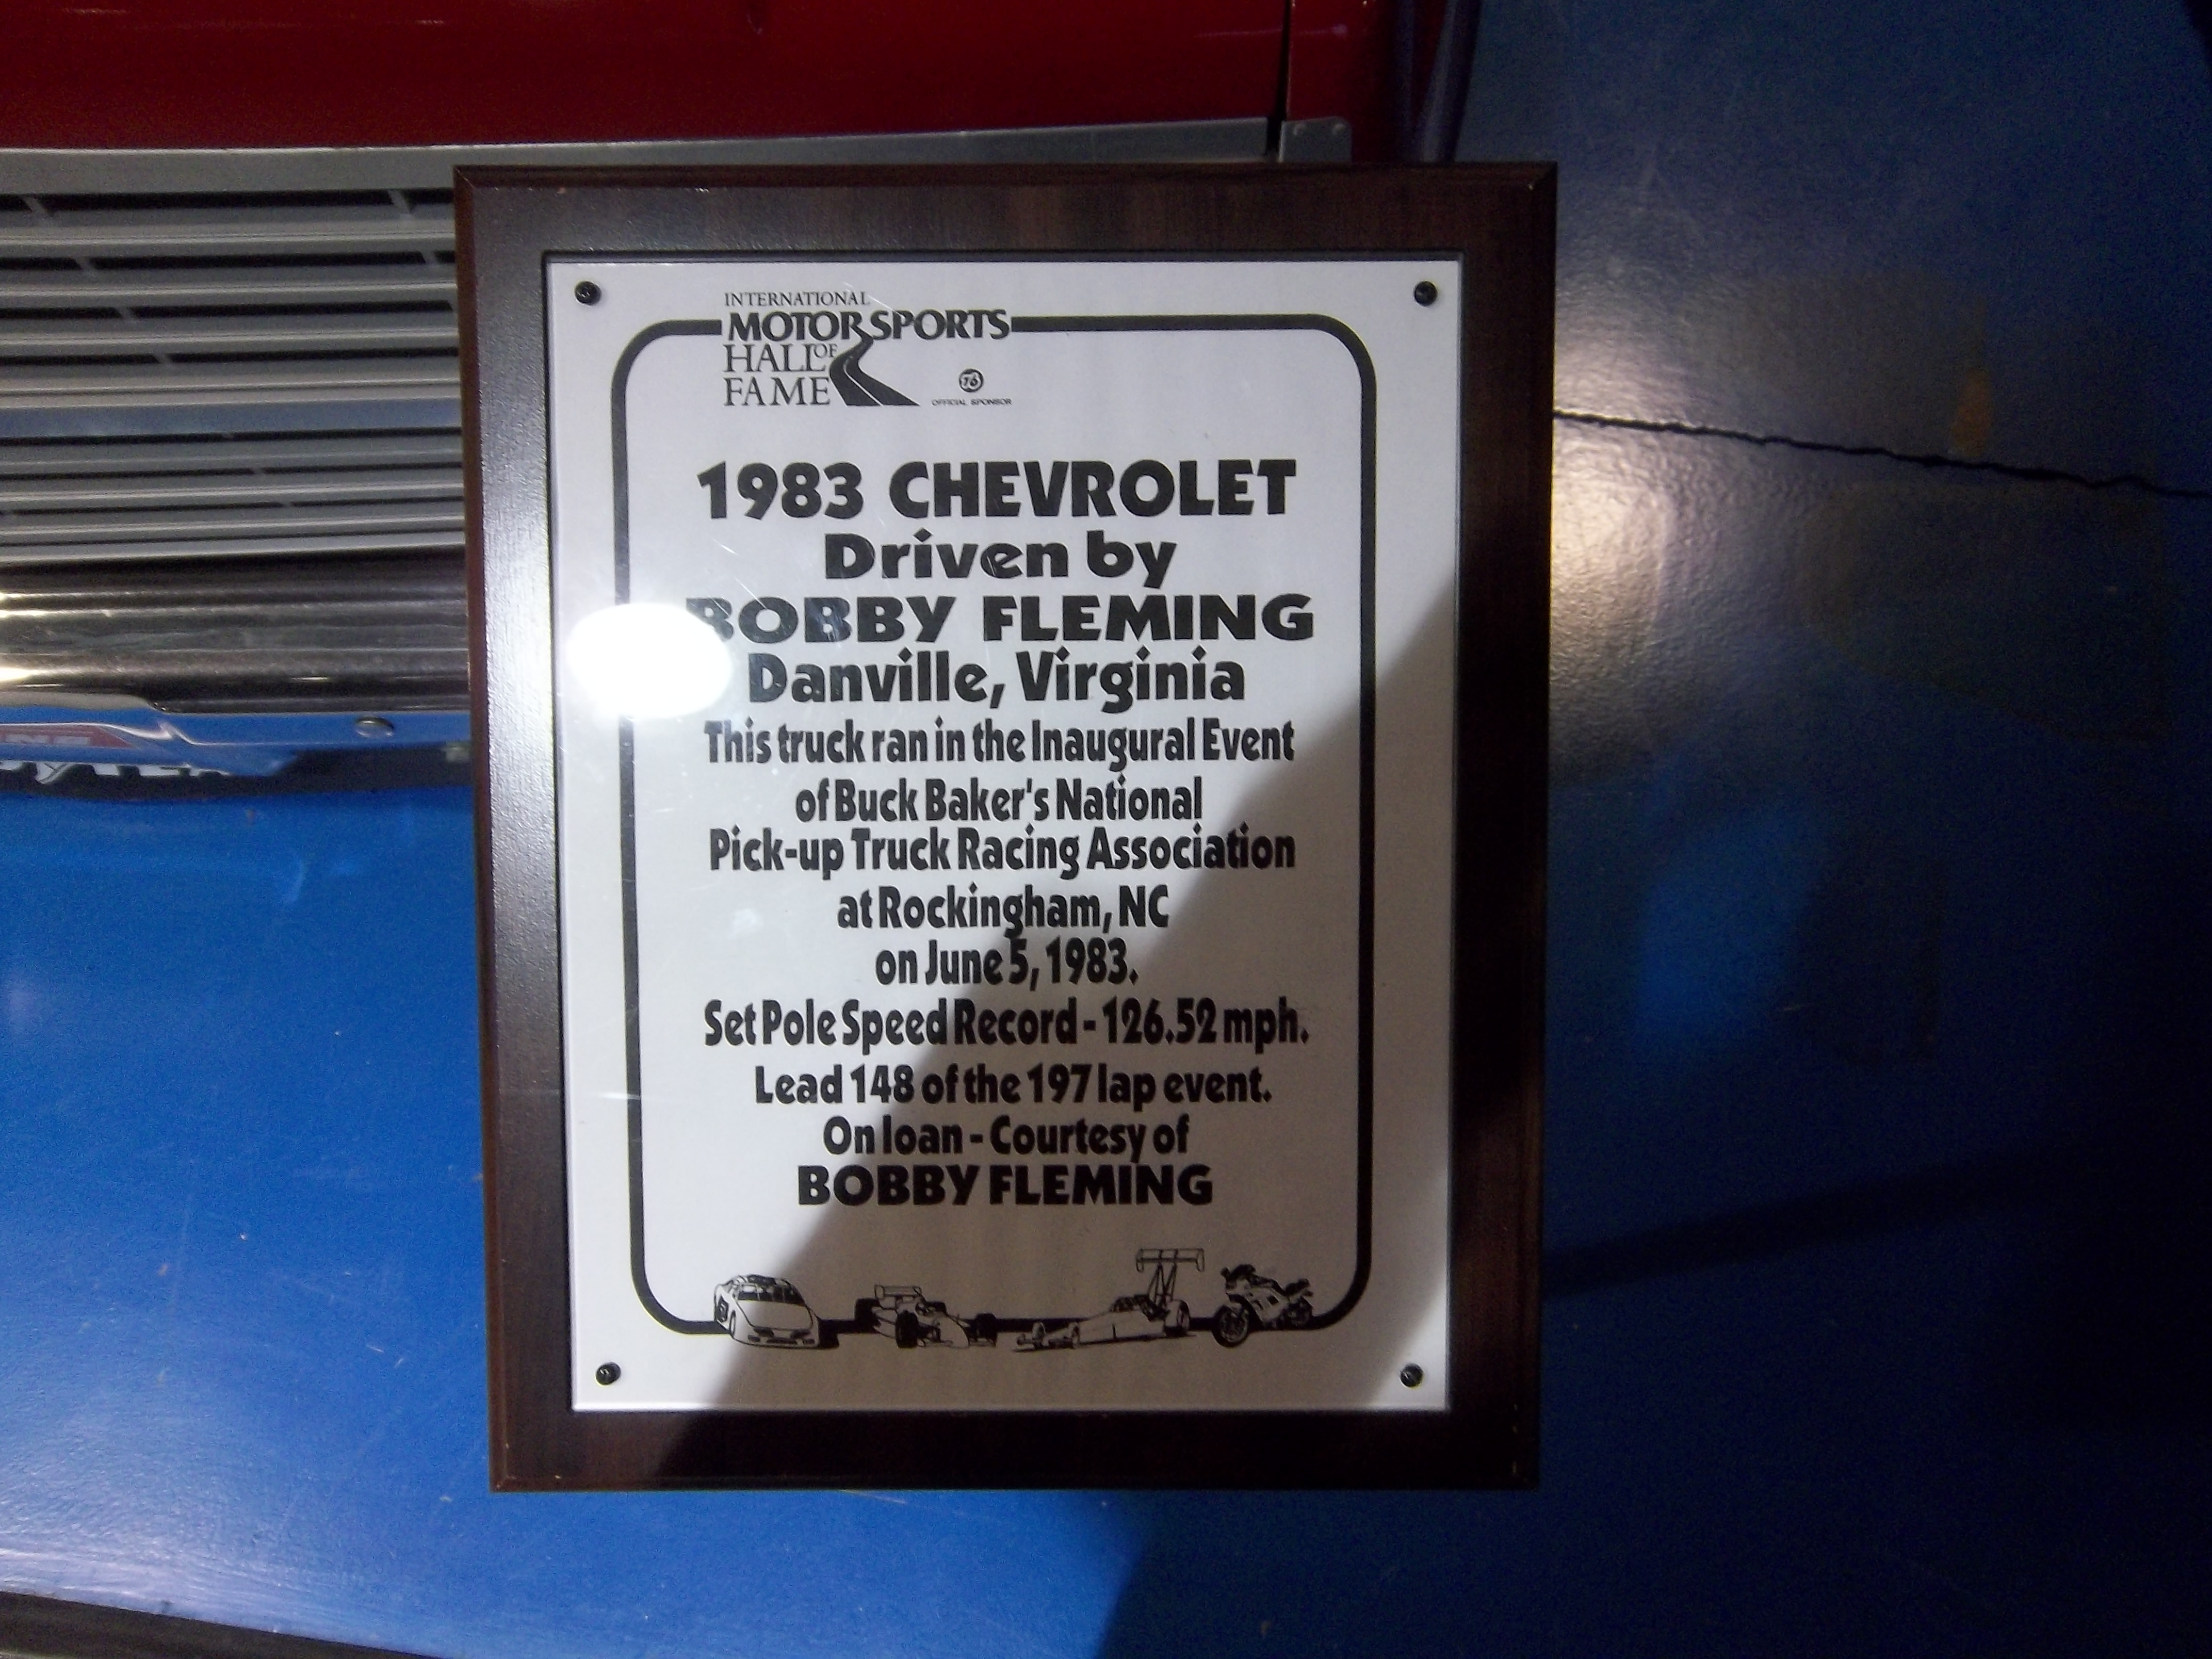 INTERNATIONAL
MOTORSPORTS
HALL OF
FAME
76
OFFICIAL SPONSOR
1983 CHEVROLET
Driven by
BOBBY FLEMING
Danville, Virginia
This truck ran in the Inaugural Event
of Buck Baker's National
Pick-up Truck Racing Association
at Rockingham, NC
on June 5, 1983.
Set Pole Speed Record - 126.52 mph.
Lead 148 of the 197 lap event.
On loan - Courtesy of
BOBBY FLEMING